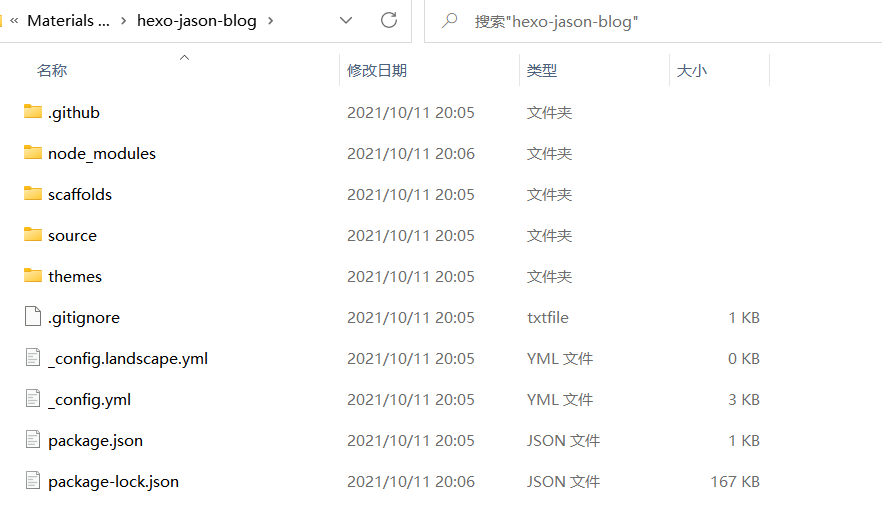 « Materials ... › hexo-jason-blog › 搜索"hexo-jason-blog"
名称 修改日期 类型 大小
.github 2021/10/11 20:05 文件夹
node_modules 2021/10/11 20:06 文件夹
scaffolds 2021/10/11 20:05 文件夹
source 2021/10/11 20:05 文件夹
themes 2021/10/11 20:05 文件夹
.gitignore 2021/10/11 20:05 txtfile 1 KB
_config.landscape.yml 2021/10/11 20:05 YML 文件 0 KB
_config.yml 2021/10/11 20:05 YML 文件 3 KB
package.json 2021/10/11 20:05 JSON 文件 1 KB
package-lock.json 2021/10/11 20:06 JSON 文件 167 KB